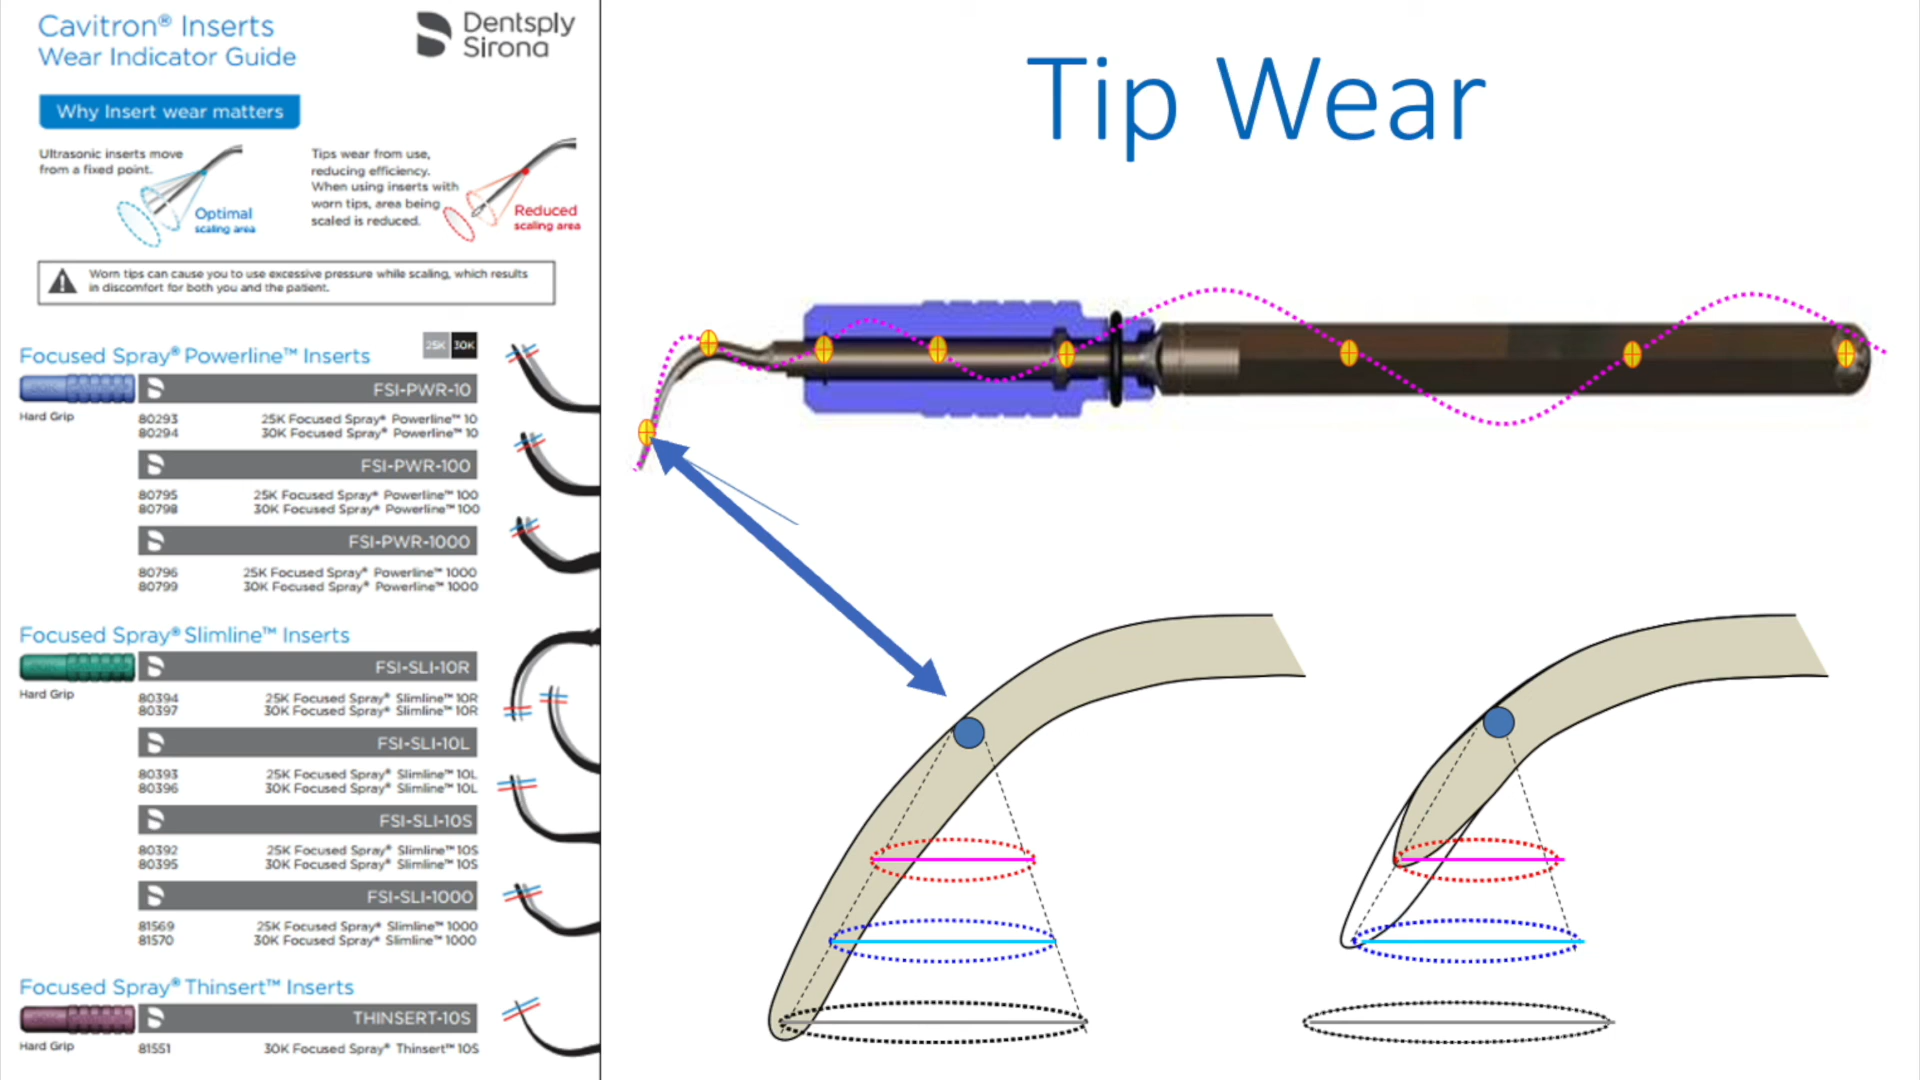 Cavitron® Inserts
Wear Indicator Guide
Dentsply
Sirona
Why Insert wear matters
Ultrasonic inserts move
from a fixed point.
Optimal
scaling area
Tips wear from use,
reducing efficiency.
When using inserts with
worn tips, area being
scaled is reduced.
Reduced
scaling area
Worn tips can cause you to use excessive pressure while scaling, which results
in discomfort for both you and the patient.
25K 30K
Focused Spray® Powerline™ Inserts
Hard Grip
FSI-PWR-10
80293 25K Focused Spray® Powerline™ 10
80294 30K Focused Spray® Powerline™ 10
FSI-PWR-100
80795 25K Focused Spray® Powerline™ 100
80798 30K Focused Spray® Powerline™ 100
FSI-PWR-1000
80796 25K Focused Spray® Powerline™ 1000
80799 30K Focused Spray® Powerline™ 1000
Focused Spray® Slimline™ Inserts
Hard Grip
FSI-SLI-10R
80394 25K Focused Spray® Slimline™ 10R
80397 30K Focused Spray® Slimline™ 10R
FSI-SLI-10L
80393 25K Focused Spray® Slimline™ 10L
80396 30K Focused Spray® Slimline™ 10L
FSI-SLI-10S
80392 25K Focused Spray® Slimline™ 10S
80395 30K Focused Spray® Slimline™ 10S
FSI-SLI-1000
81569 25K Focused Spray® Slimline™ 1000
81570 30K Focused Spray® Slimline™ 1000
Focused Spray® Thinsert™ Inserts
Hard Grip
THINSERT-10S
81551 30K Focused Spray® Thinsert™ 10S
Tip Wear